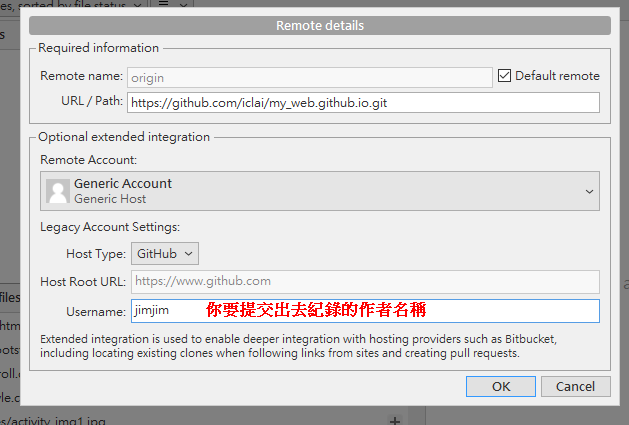 es, sorted by file status
s
Remote details
Required information
Remote name: origin Default remote
URL / Path: https://github.com/iclai/my_web.github.io.git
Optional extended integration
Remote Account:
Generic Account
Generic Host
Legacy Account Settings:
Host Type: GitHub
Host Root URL: https://www.github.com
files
Username: jimjim 你要提交出去紀錄的作者名稱
htm
Extended integration is used to enable deeper integration with hosting providers such as Bitbucket,
oots
including locating existing clones when following links from sites and creating pull requests.
roll.c
OK Cancel
yle.c
es/activity_img1.jpg